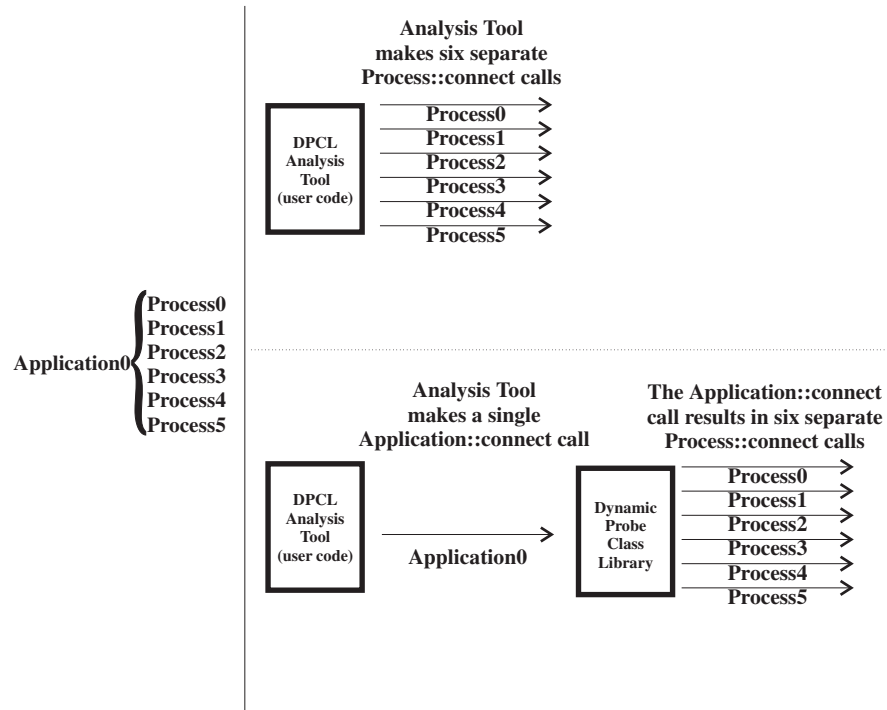 Analysis Tool
makes six separate
Process::connect calls
DPCL
Analysis
Tool
(user code)
Process0
Process1
Process2
Process3
Process4
Process5
Application0
Process0
Process1
Process2
Process3
Process4
Process5
Analysis Tool
makes a single
Application::connect call
DPCL
Analysis
Tool
(user code)
Application0
The Application::connect
call results in six separate
Process::connect calls
Dynamic
Probe
Class
Library
Process0
Process1
Process2
Process3
Process4
Process5